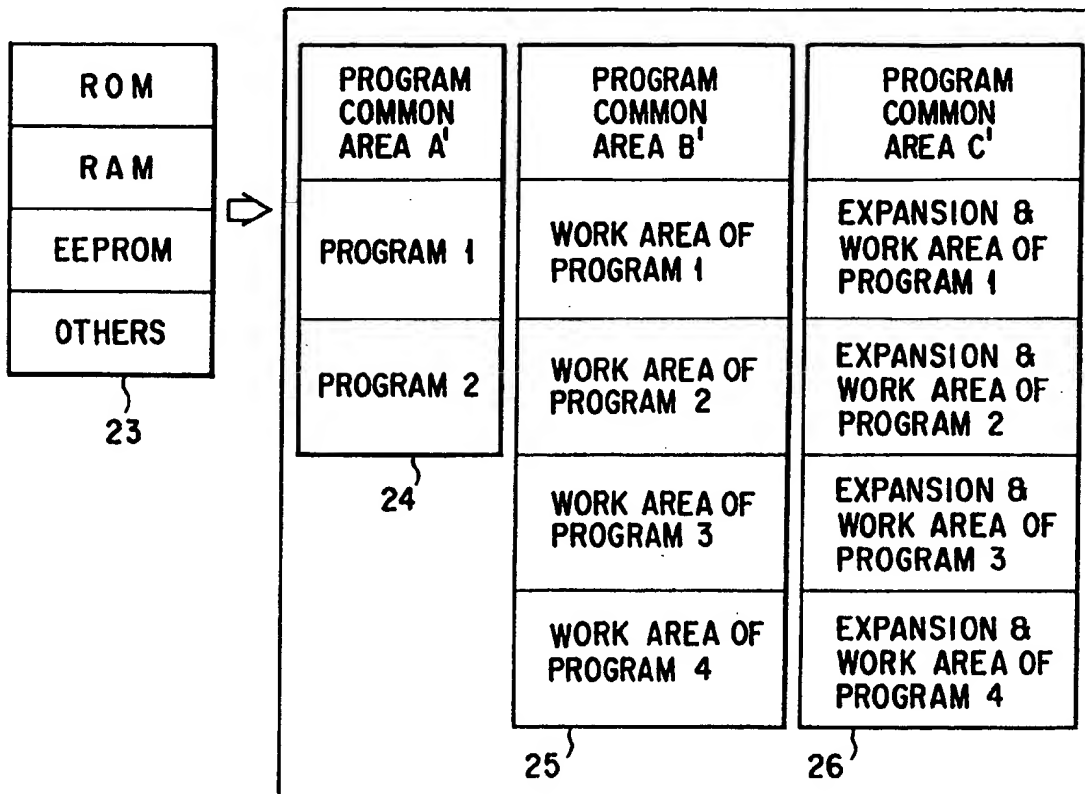 ROM
RAM
EEPROM
OTHERS
23
PROGRAM
COMMON
AREA A'
PROGRAM 1
PROGRAM 2
24
PROGRAM
COMMON
AREA B'
WORK AREA OF
PROGRAM 1
WORK AREA OF
PROGRAM 2
WORK AREA OF
PROGRAM 3
WORK AREA OF
PROGRAM 4
25
PROGRAM
COMMON
AREA C'
EXPANSION &
WORK AREA OF
PROGRAM 1
EXPANSION &
WORK AREA OF
PROGRAM 2
EXPANSION &
WORK AREA OF
PROGRAM 3
EXPANSION &
WORK AREA OF
PROGRAM 4
26